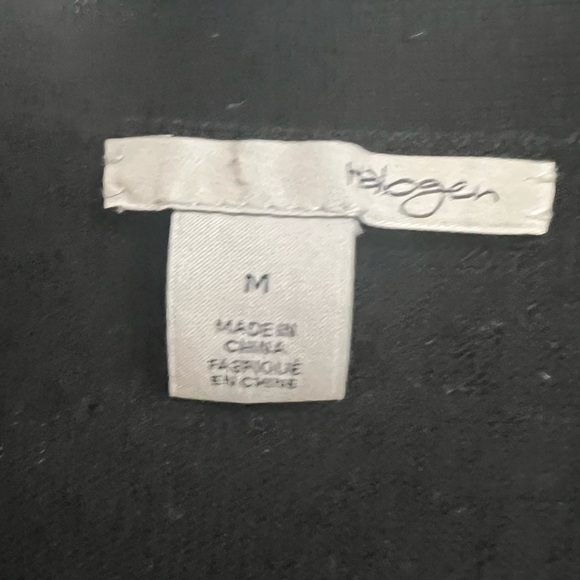 halogen
M
MADE IN
CHINA
FABRIQUÉ
EN CHINE